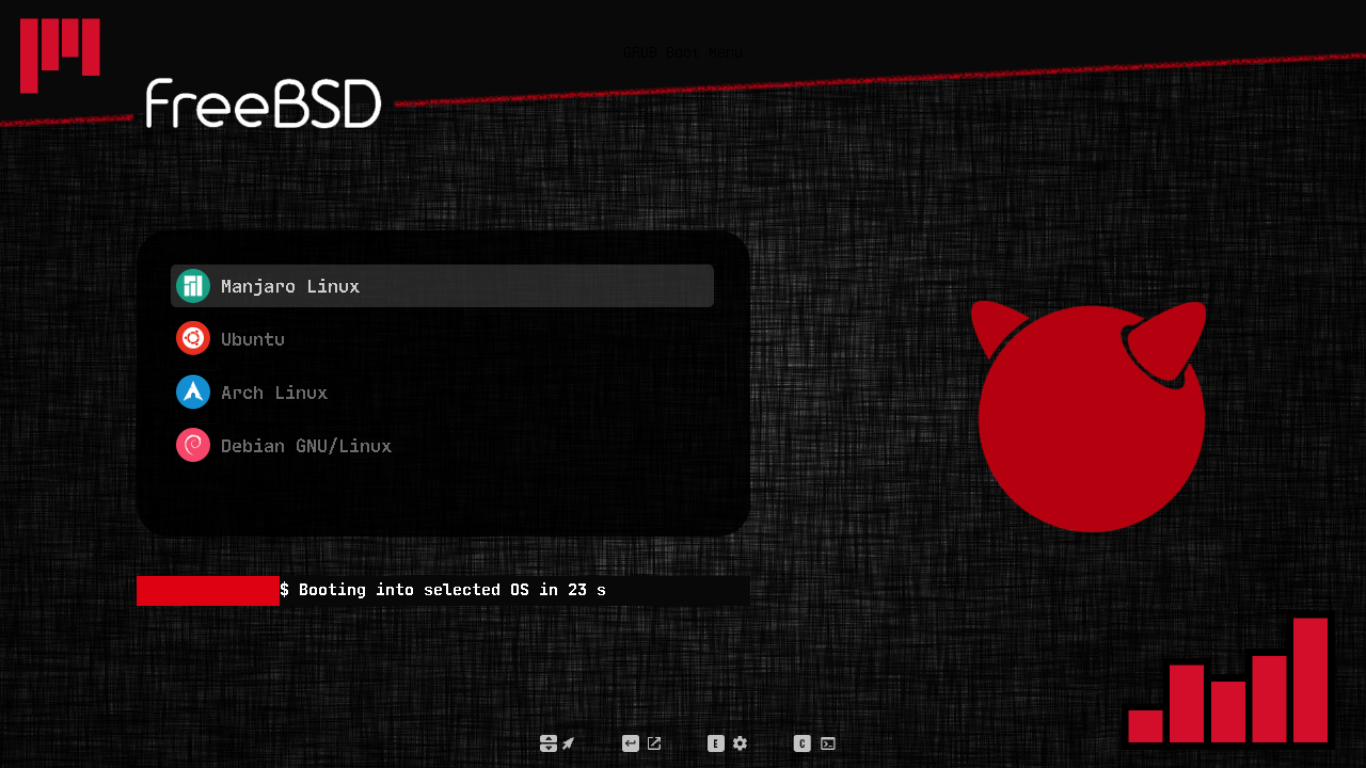 GRUB Boot Menu
FreeBSD
Manjaro Linux
Ubuntu
Arch Linux
Debian GNU/Linux
$ Booting into selected OS in 23 s
E
C